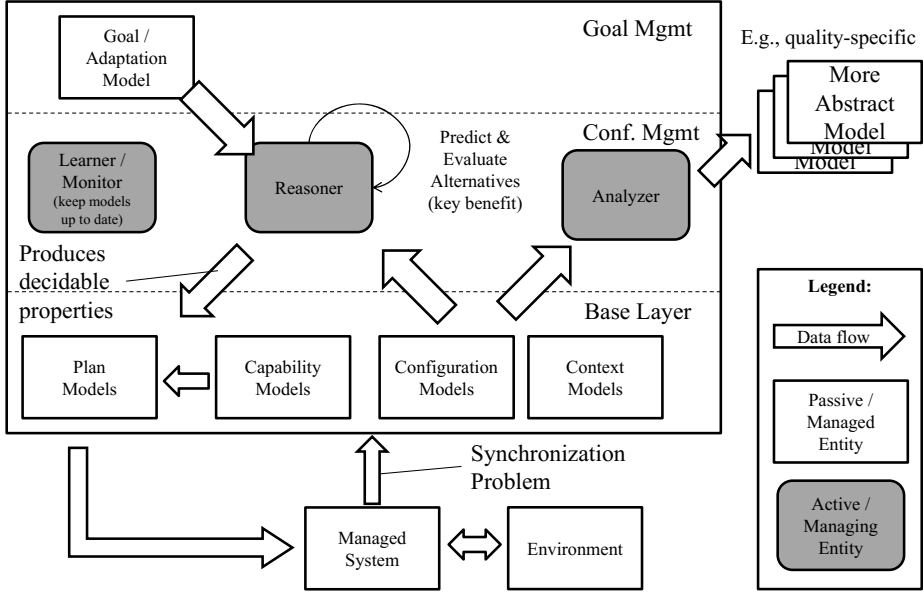 Goal Mgmt
Goal /
Adaptation
Model
E.g., quality-specific
More
Abstract
Model
Model
Model
Conf. Mgmt
Learner /
Monitor
(keep models
up to date)
Reasoner
Predict &
Evaluate
Alternatives
(key benefit)
Analyzer
Produces
decidable
properties
Base Layer
Plan
Models
Capability
Models
Configuration
Models
Context
Models
Synchronization
Problem
Managed
System
Environment
Legend:
Data flow
Passive /
Managed
Entity
Active /
Managing
Entity